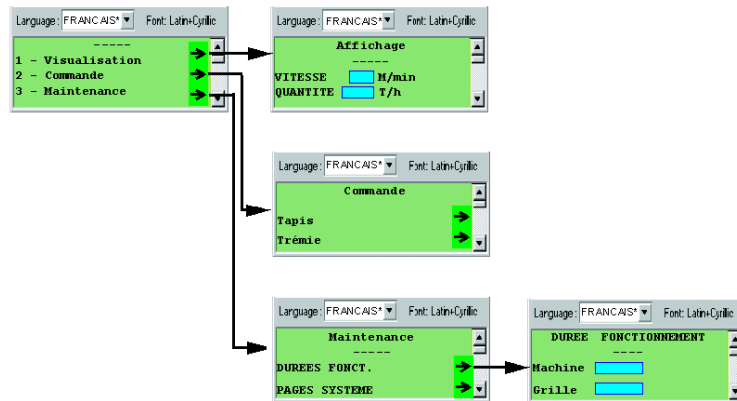 Language: FRANCAIS* Font: Latin+Cyrillic
-----
1 - Visualisation
2 - Commande
3 - Maintenance
Language: FRANCAIS* Font: Latin+Cyrillic
Affichage
-----
VITESSE M/min
QUANTITE T/h
Language: FRANCAIS* Font: Latin+Cyrillic
Commande
Tapis
Trémie
Language: FRANCAIS* Font: Latin+Cyrillic
Maintenance
-----
DUREES FONCT.
PAGES SYSTEME
Language: FRANCAIS* Font: Latin+Cyrillic
DUREE FONCTIONNEMENT
----
Machine
Grille